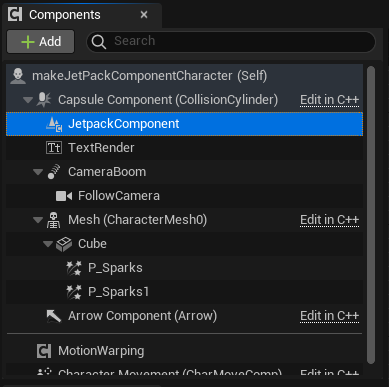 Components ×
+ Add Search
makeJetPackComponentCharacter (Self)
Capsule Component (CollisionCylinder) Edit in C++
JetpackComponent
Tt TextRender
CameraBoom
FollowCamera
Mesh (CharacterMesh0) Edit in C++
Cube
P_Sparks
P_Sparks1
Arrow Component (Arrow) Edit in C++
MotionWarping
Character Movement (CharMoveComp) Edit in C++